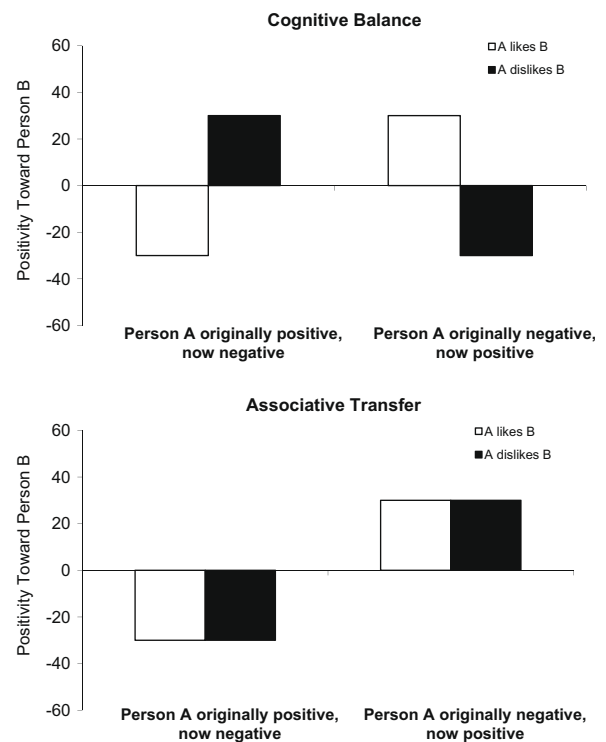 Cognitive Balance
A likes B
A dislikes B
Positivity Toward Person B
60
40
20
0
-20
-40
-60
Person A originally positive,
now negative
Person A originally negative,
now positive
Associative Transfer
A likes B
A dislikes B
Positivity Toward Person B
60
40
20
0
-20
-40
-60
Person A originally positive,
now negative
Person A originally negative,
now positive